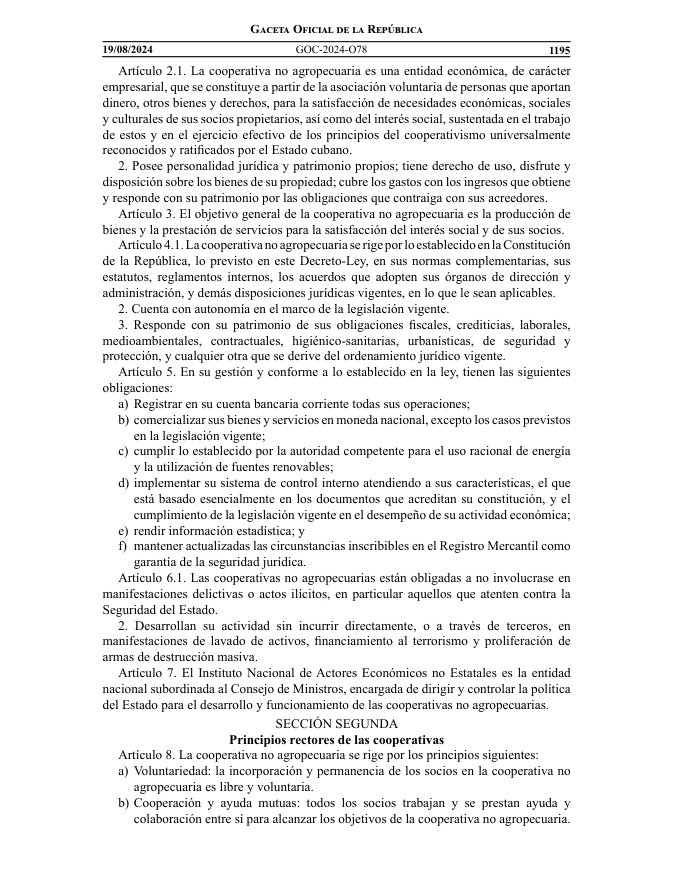 Gaceta Oficial de la República
19/08/2024 GOC-2024-O78 1195
Artículo 2.1. La cooperativa no agropecuaria es una entidad económica, de carácter
empresarial, que se constituye a partir de la asociación voluntaria de personas que aportan
dinero, otros bienes y derechos, para la satisfacción de necesidades económicas, sociales
y culturales de sus socios propietarios, así como del interés social, sustentada en el trabajo
de estos y en el ejercicio efectivo de los principios del cooperativismo universalmente
reconocidos y ratificados por el Estado cubano.
2. Posee personalidad jurídica y patrimonio propios; tiene derecho de uso, disfrute y
disposición sobre los bienes de su propiedad; cubre los gastos con los ingresos que obtiene
y responde con su patrimonio por las obligaciones que contraiga con sus acreedores.
Artículo 3. El objetivo general de la cooperativa no agropecuaria es la producción de
bienes y la prestación de servicios para la satisfacción del interés social y de sus socios.
Artículo 4.1. La cooperativa no agropecuaria se rige por lo establecido en la Constitución
de la República, lo previsto en este Decreto-Ley, en sus normas complementarias, sus
estatutos, reglamentos internos, los acuerdos que adopten sus órganos de dirección y
administración, y demás disposiciones jurídicas vigentes, en lo que le sean aplicables.
2. Cuenta con autonomía en el marco de la legislación vigente.
3. Responde con su patrimonio de sus obligaciones fiscales, crediticias, laborales,
medioambientales, contractuales, higiénico-sanitarias, urbanísticas, de seguridad y
protección, y cualquier otra que se derive del ordenamiento jurídico vigente.
Artículo 5. En su gestión y conforme a lo establecido en la ley, tienen las siguientes
obligaciones:
a) Registrar en su cuenta bancaria corriente todas sus operaciones;
b) comercializar sus bienes y servicios en moneda nacional, excepto los casos previstos
en la legislación vigente;
c) cumplir lo establecido por la autoridad competente para el uso racional de energía
y la utilización de fuentes renovables;
d) implementar su sistema de control interno atendiendo a sus características, el que
está basado esencialmente en los documentos que acreditan su constitución, y el
cumplimiento de la legislación vigente en el desempeño de su actividad económica;
e) rendir información estadística; y
f) mantener actualizadas las circunstancias inscribibles en el Registro Mercantil como
garantía de la seguridad jurídica.
Artículo 6.1. Las cooperativas no agropecuarias están obligadas a no involucrase en
manifestaciones delictivas o actos ilícitos, en particular aquellos que atenten contra la
Seguridad del Estado.
2. Desarrollan su actividad sin incurrir directamente, o a través de terceros, en
manifestaciones de lavado de activos, financiamiento al terrorismo y proliferación de
armas de destrucción masiva.
Artículo 7. El Instituto Nacional de Actores Económicos no Estatales es la entidad
nacional subordinada al Consejo de Ministros, encargada de dirigir y controlar la política
del Estado para el desarrollo y funcionamiento de las cooperativas no agropecuarias.
SECCIÓN SEGUNDA
Principios rectores de las cooperativas
Artículo 8. La cooperativa no agropecuaria se rige por los principios siguientes:
a) Voluntariedad: la incorporación y permanencia de los socios en la cooperativa no
agropecuaria es libre y voluntaria.
b) Cooperación y ayuda mutuas: todos los socios trabajan y se prestan ayuda y
colaboración entre sí para alcanzar los objetivos de la cooperativa no agropecuaria.